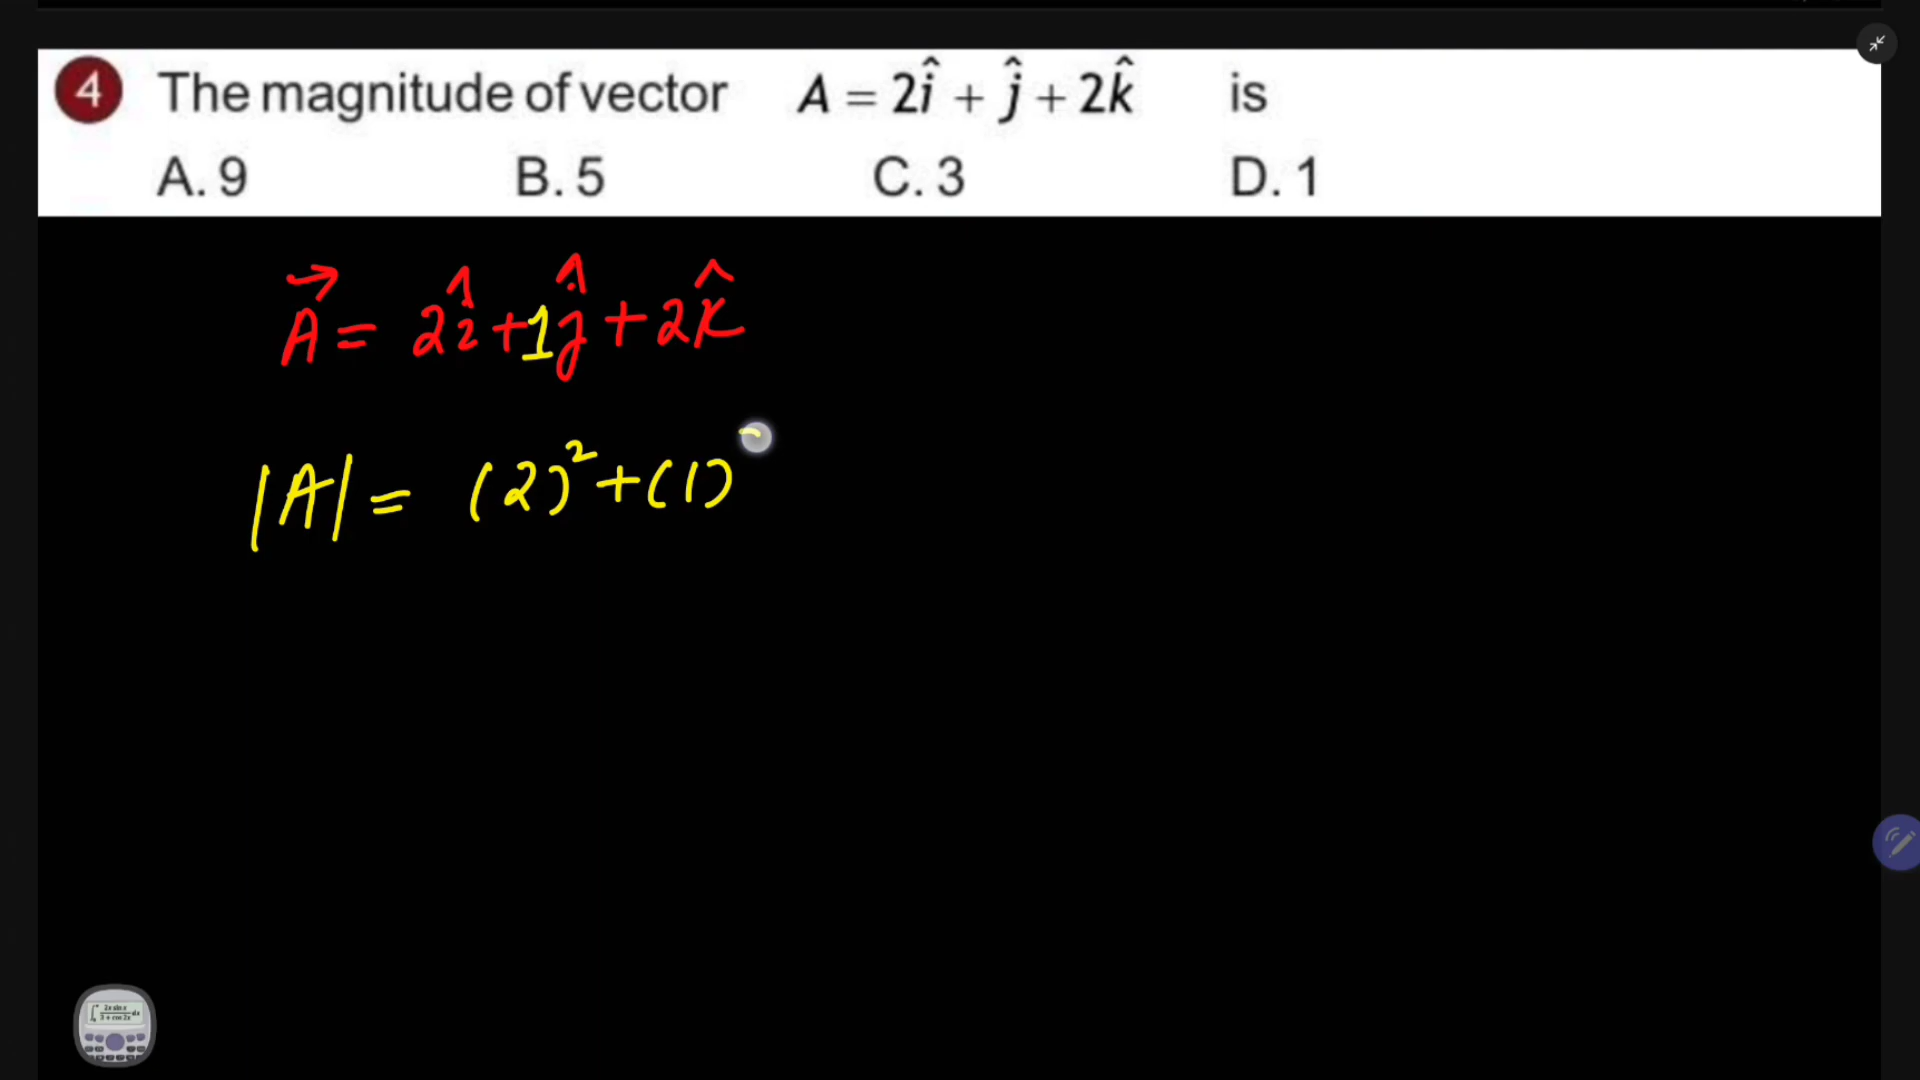 4 The magnitude of vector A = 2î + ĵ + 2k̂ is
A. 9 B. 5 C. 3 D. 1
A⃗ = 2î + 1ĵ + 2k̂
|A| = (2)² + (1)